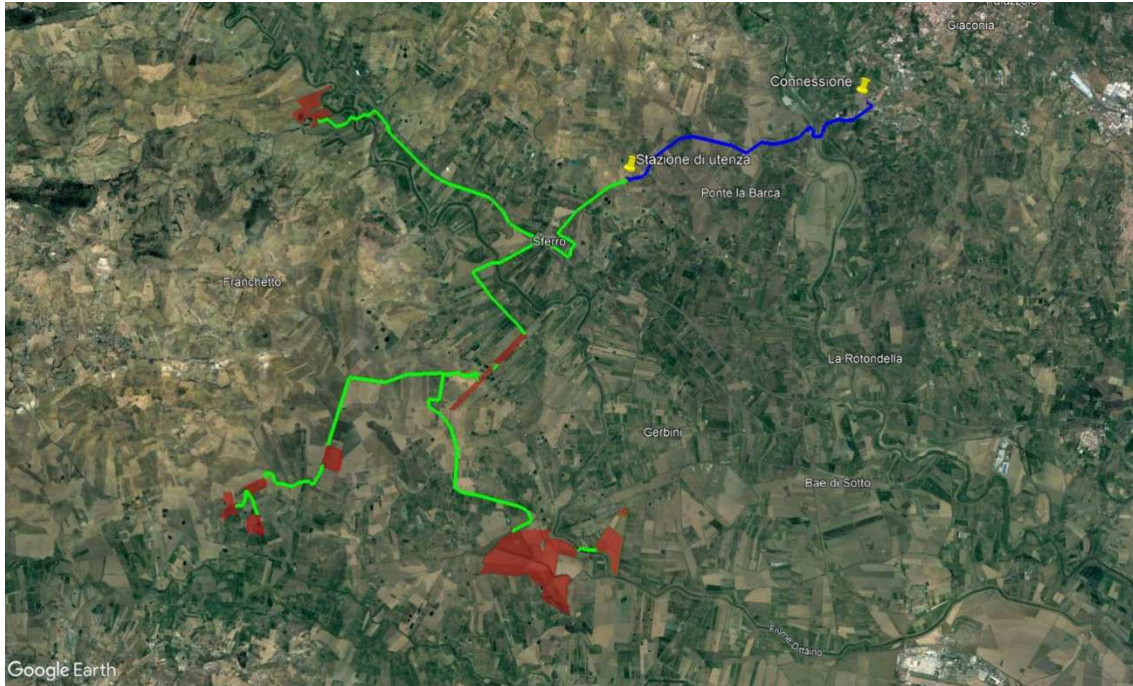 Giaconia
Connessione
Stazione di utenza
Ponte la Barca
Sferro
Franchetto
La Rotondella
Gerbini
Bae di Sotto
Fiume Dittaino
Google Earth